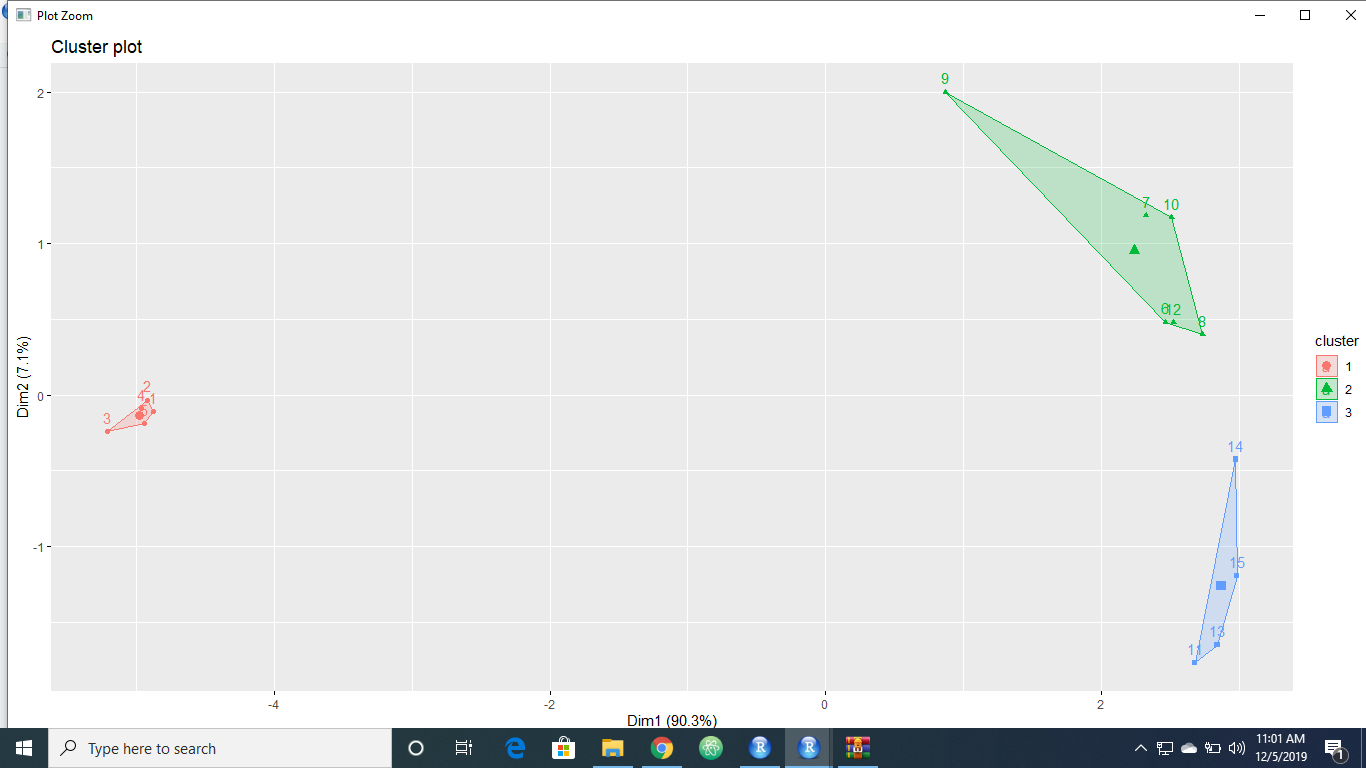 Plot Zoom
Cluster plot
2
1
0
-1
Dim2 (7.1%)
9
7 10
6 12
8
2
4 1
5
3
14
15
13
11
cluster
1
2
3
-4 -2 0 2
Dim1 (90.3%)
Type here to search
11:01 AM
12/5/2019
1